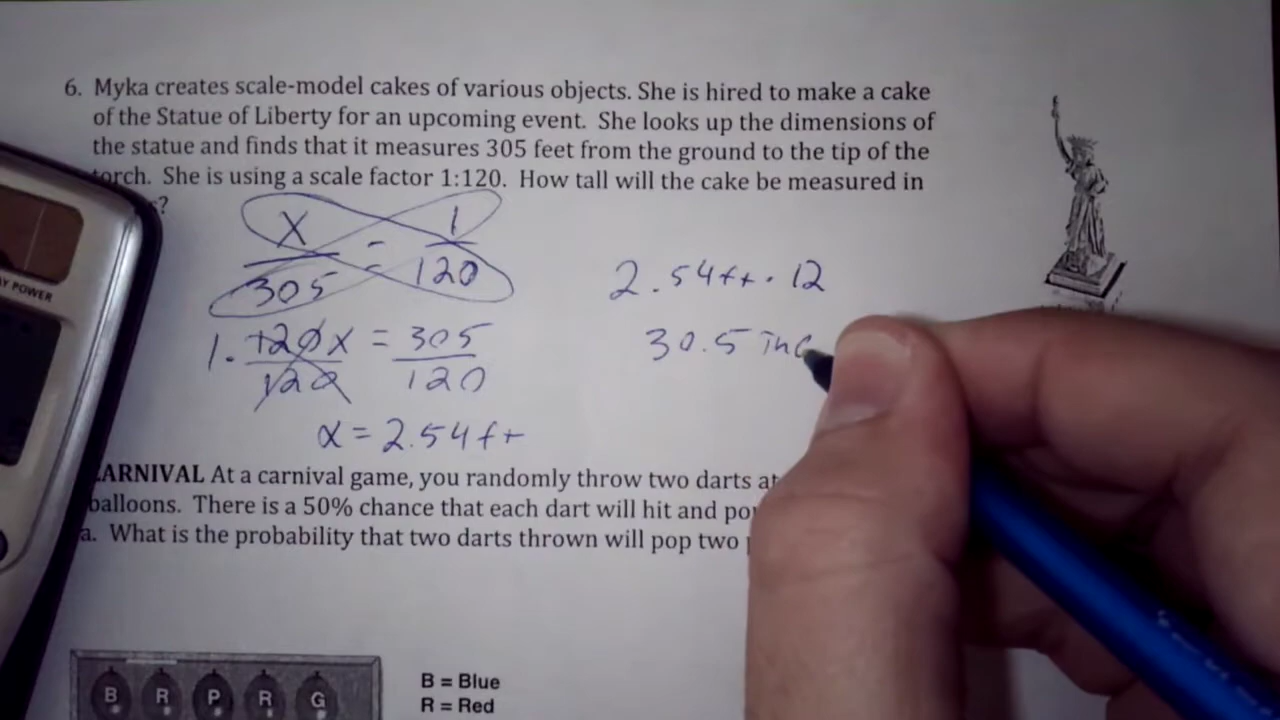 6. Myka creates scale-model cakes of various objects. She is hired to make a cake
of the Statue of Liberty for an upcoming event. She looks up the dimensions of
the statue and finds that it measures 305 feet from the ground to the tip of the
torch. She is using a scale factor 1:120. How tall will the cake be measured in
s?
x/305 = 1/120
2.54ft · 12
1. 120x/120 = 305/120
30.5 inc
x = 2.54ft
AY POWER
ARNIVAL At a carnival game, you randomly throw two darts at
balloons. There is a 50% chance that each dart will hit and po
a. What is the probability that two darts thrown will pop two
B R P R G
B = Blue
R = Red